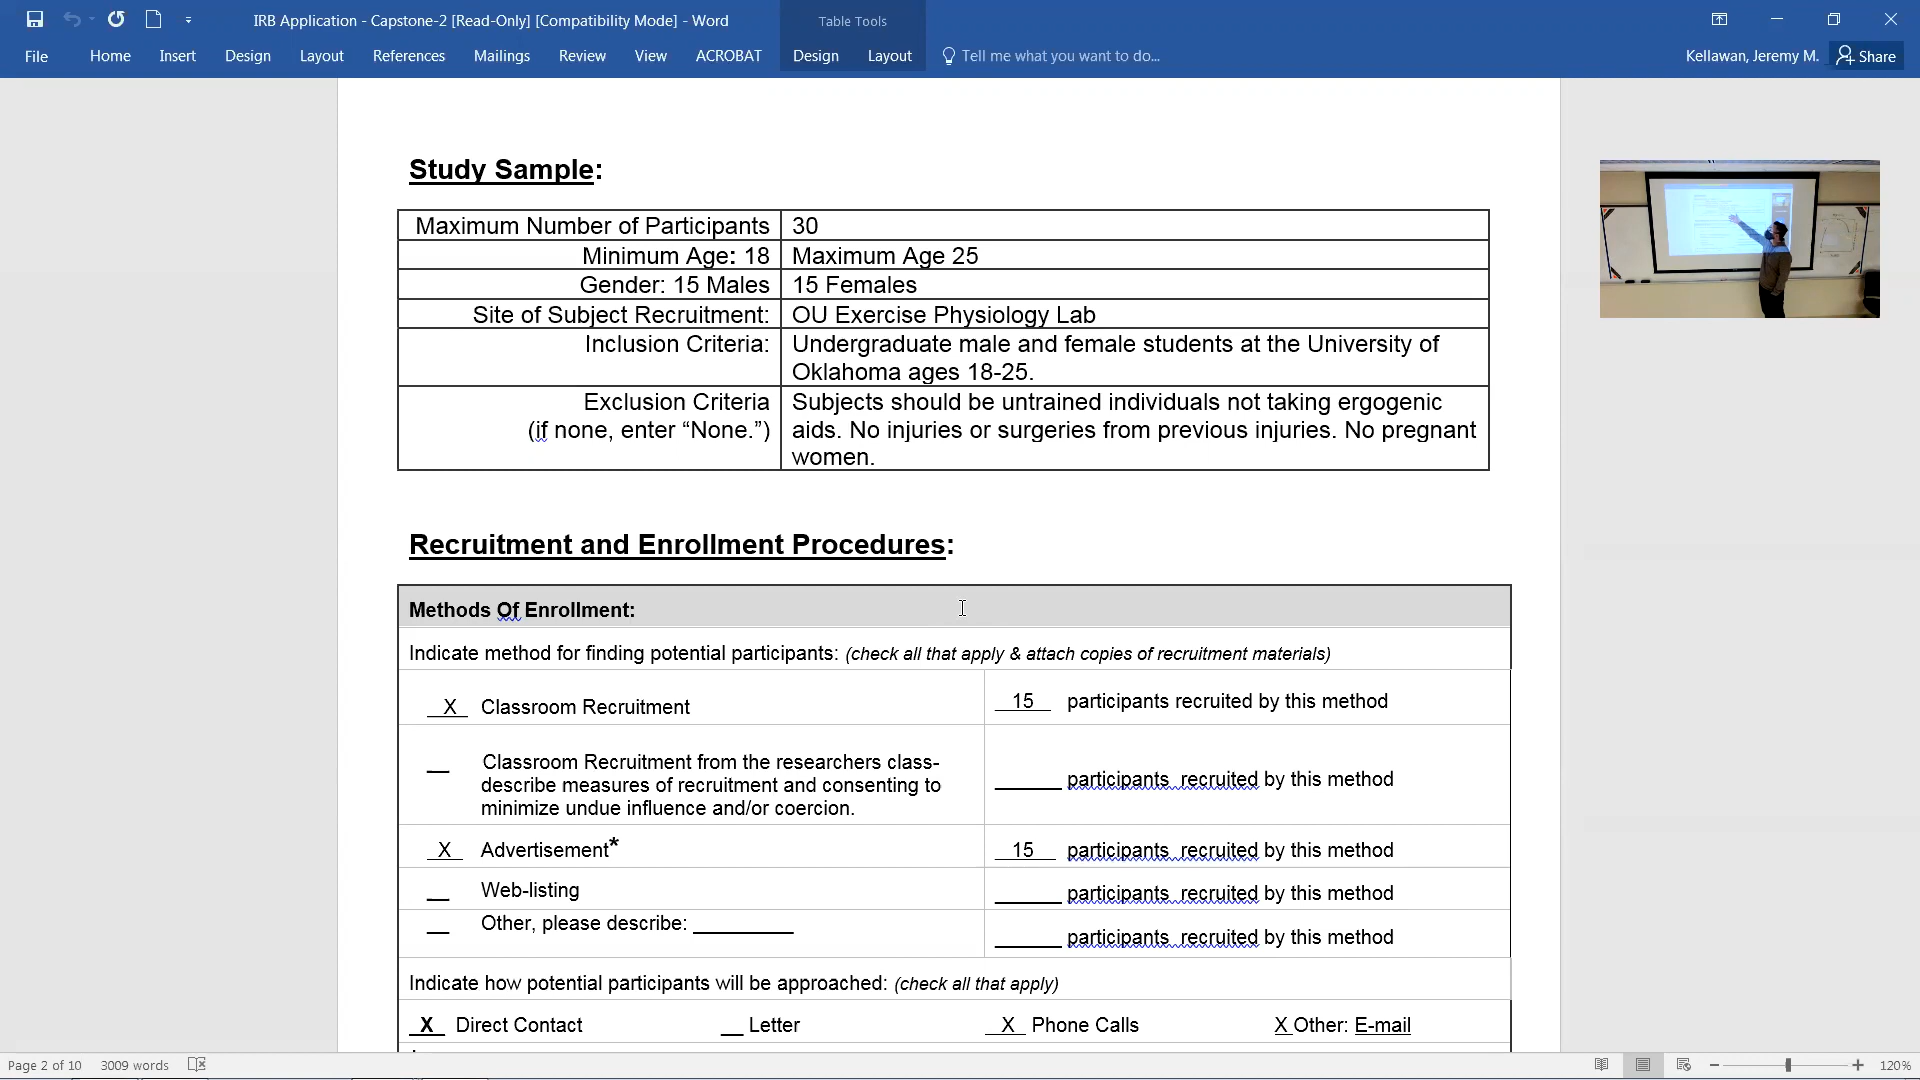 IRB Application - Capstone-2 [Read-Only] [Compatibility Mode] - Word
Table Tools
File
Home
Insert
Design
Layout
References
Mailings
Review
View
ACROBAT
Design
Layout
Tell me what you want to do...
Kellawan, Jeremy M.
Share
Study Sample:
Maximum Number of Participants 30
Minimum Age: 18 Maximum Age 25
Gender: 15 Males 15 Females
Site of Subject Recruitment: OU Exercise Physiology Lab
Inclusion Criteria: Undergraduate male and female students at the University of
Oklahoma ages 18-25.
Exclusion Criteria Subjects should be untrained individuals not taking ergogenic
(if none, enter “None.”) aids. No injuries or surgeries from previous injuries. No pregnant
women.
Recruitment and Enrollment Procedures:
Methods Of Enrollment:
Indicate method for finding potential participants: (check all that apply & attach copies of recruitment materials)
X Classroom Recruitment 15 participants recruited by this method
__ Classroom Recruitment from the researchers class-
describe measures of recruitment and consenting to ______ participants recruited by this method
minimize undue influence and/or coercion.
X Advertisement* 15 participants recruited by this method
__ Web-listing ______ participants recruited by this method
__ Other, please describe: _________ ______ participants recruited by this method
Indicate how potential participants will be approached: (check all that apply)
X Direct Contact __ Letter X Phone Calls X Other: E-mail
Page 2 of 10 3009 words 120%